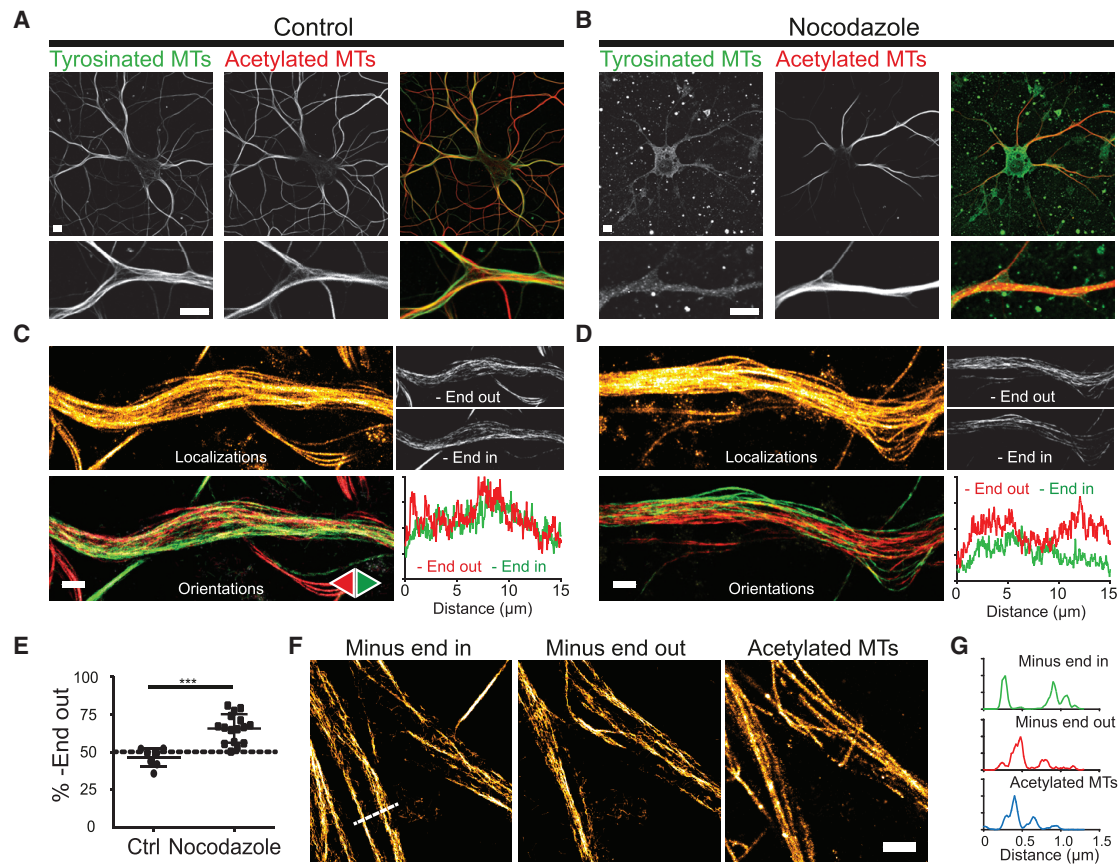 A
Control
Tyrosinated MTs Acetylated MTs
B
Nocodazole
Tyrosinated MTs Acetylated MTs
C
Localizations
- End out
- End in
Orientations
- End out - End in
0 5 10 15
Distance (µm)
D
Localizations
- End out
- End in
Orientations
- End out - End in
0 5 10 15
Distance (µm)
E
% -End out
100
75
50
25
0
***
Ctrl Nocodazole
F
Minus end in
Minus end out
Acetylated MTs
G
Minus end in
Minus end out
Acetylated MTs
0.0 0.5 1.0 1.5
Distance (µm)